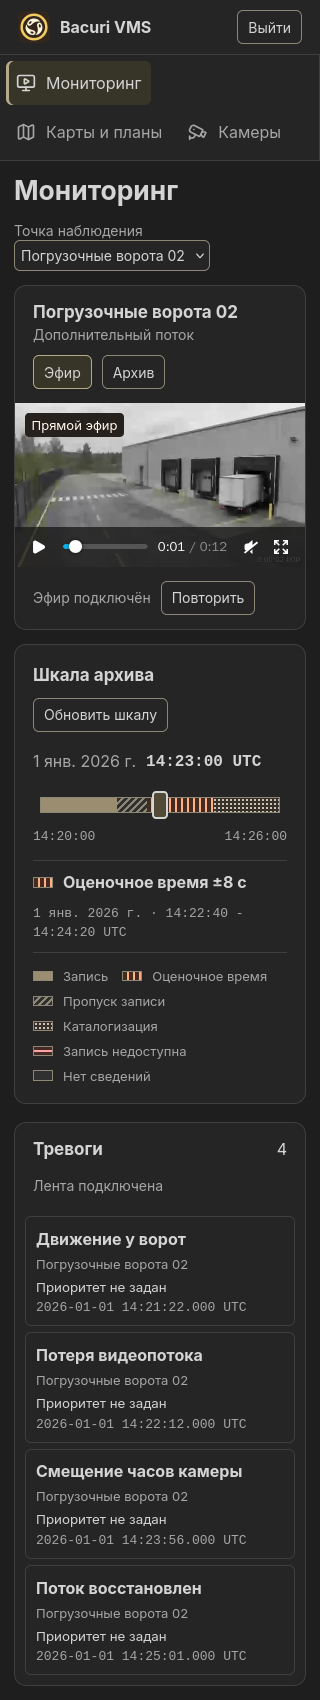 Bacuri VMS
Выйти
Мониторинг
Карты и планы
Камеры
Мониторинг
Точка наблюдения
Погрузочные ворота 02
Погрузочные ворота 02
Дополнительный поток
Эфир
Архив
Прямой эфир
0:01 / 0:12
Эфир подключён
Повторить
Шкала архива
Обновить шкалу
1 янв. 2026 г. 14:23:00 UTC
14:20:00
14:26:00
Оценочное время ±8 с
1 янв. 2026 г. · 14:22:40 -
14:24:20 UTC
Запись
Оценочное время
Пропуск записи
Каталогизация
Запись недоступна
Нет сведений
Тревоги
4
Лента подключена
Движение у ворот
Погрузочные ворота 02
Приоритет не задан
2026-01-01 14:21:22.000 UTC
Потеря видеопотока
Погрузочные ворота 02
Приоритет не задан
2026-01-01 14:22:12.000 UTC
Смещение часов камеры
Погрузочные ворота 02
Приоритет не задан
2026-01-01 14:23:56.000 UTC
Поток восстановлен
Погрузочные ворота 02
Приоритет не задан
2026-01-01 14:25:01.000 UTC